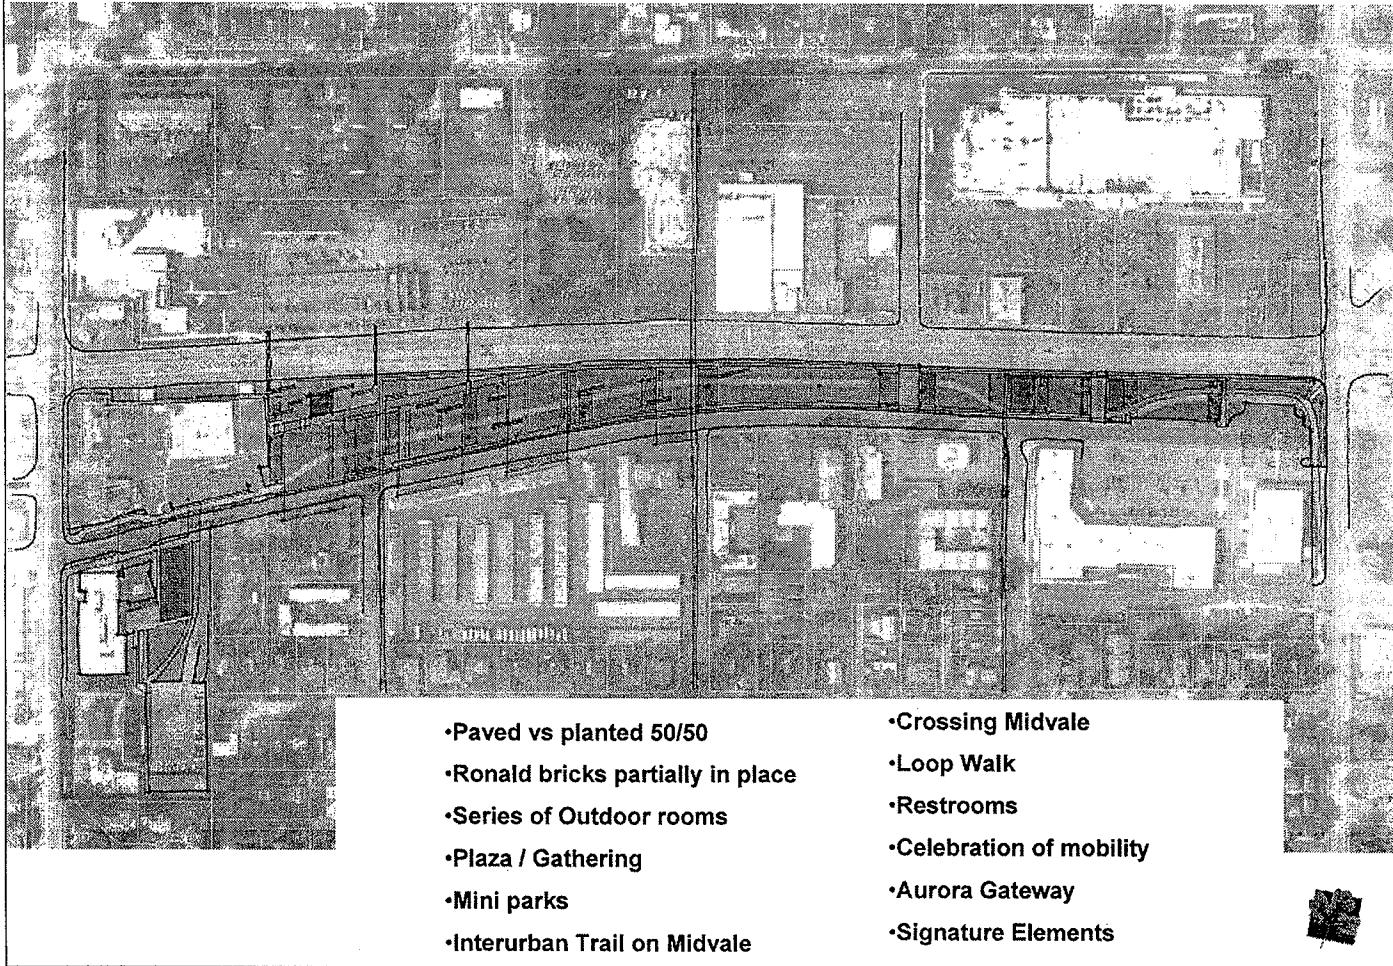 •Paved vs planted 50/50
•Ronald bricks partially in place
•Series of Outdoor rooms
•Plaza / Gathering
•Mini parks
•Interurban Trail on Midvale
•Crossing Midvale
•Loop Walk
•Restrooms
•Celebration of mobility
•Aurora Gateway
•Signature Elements